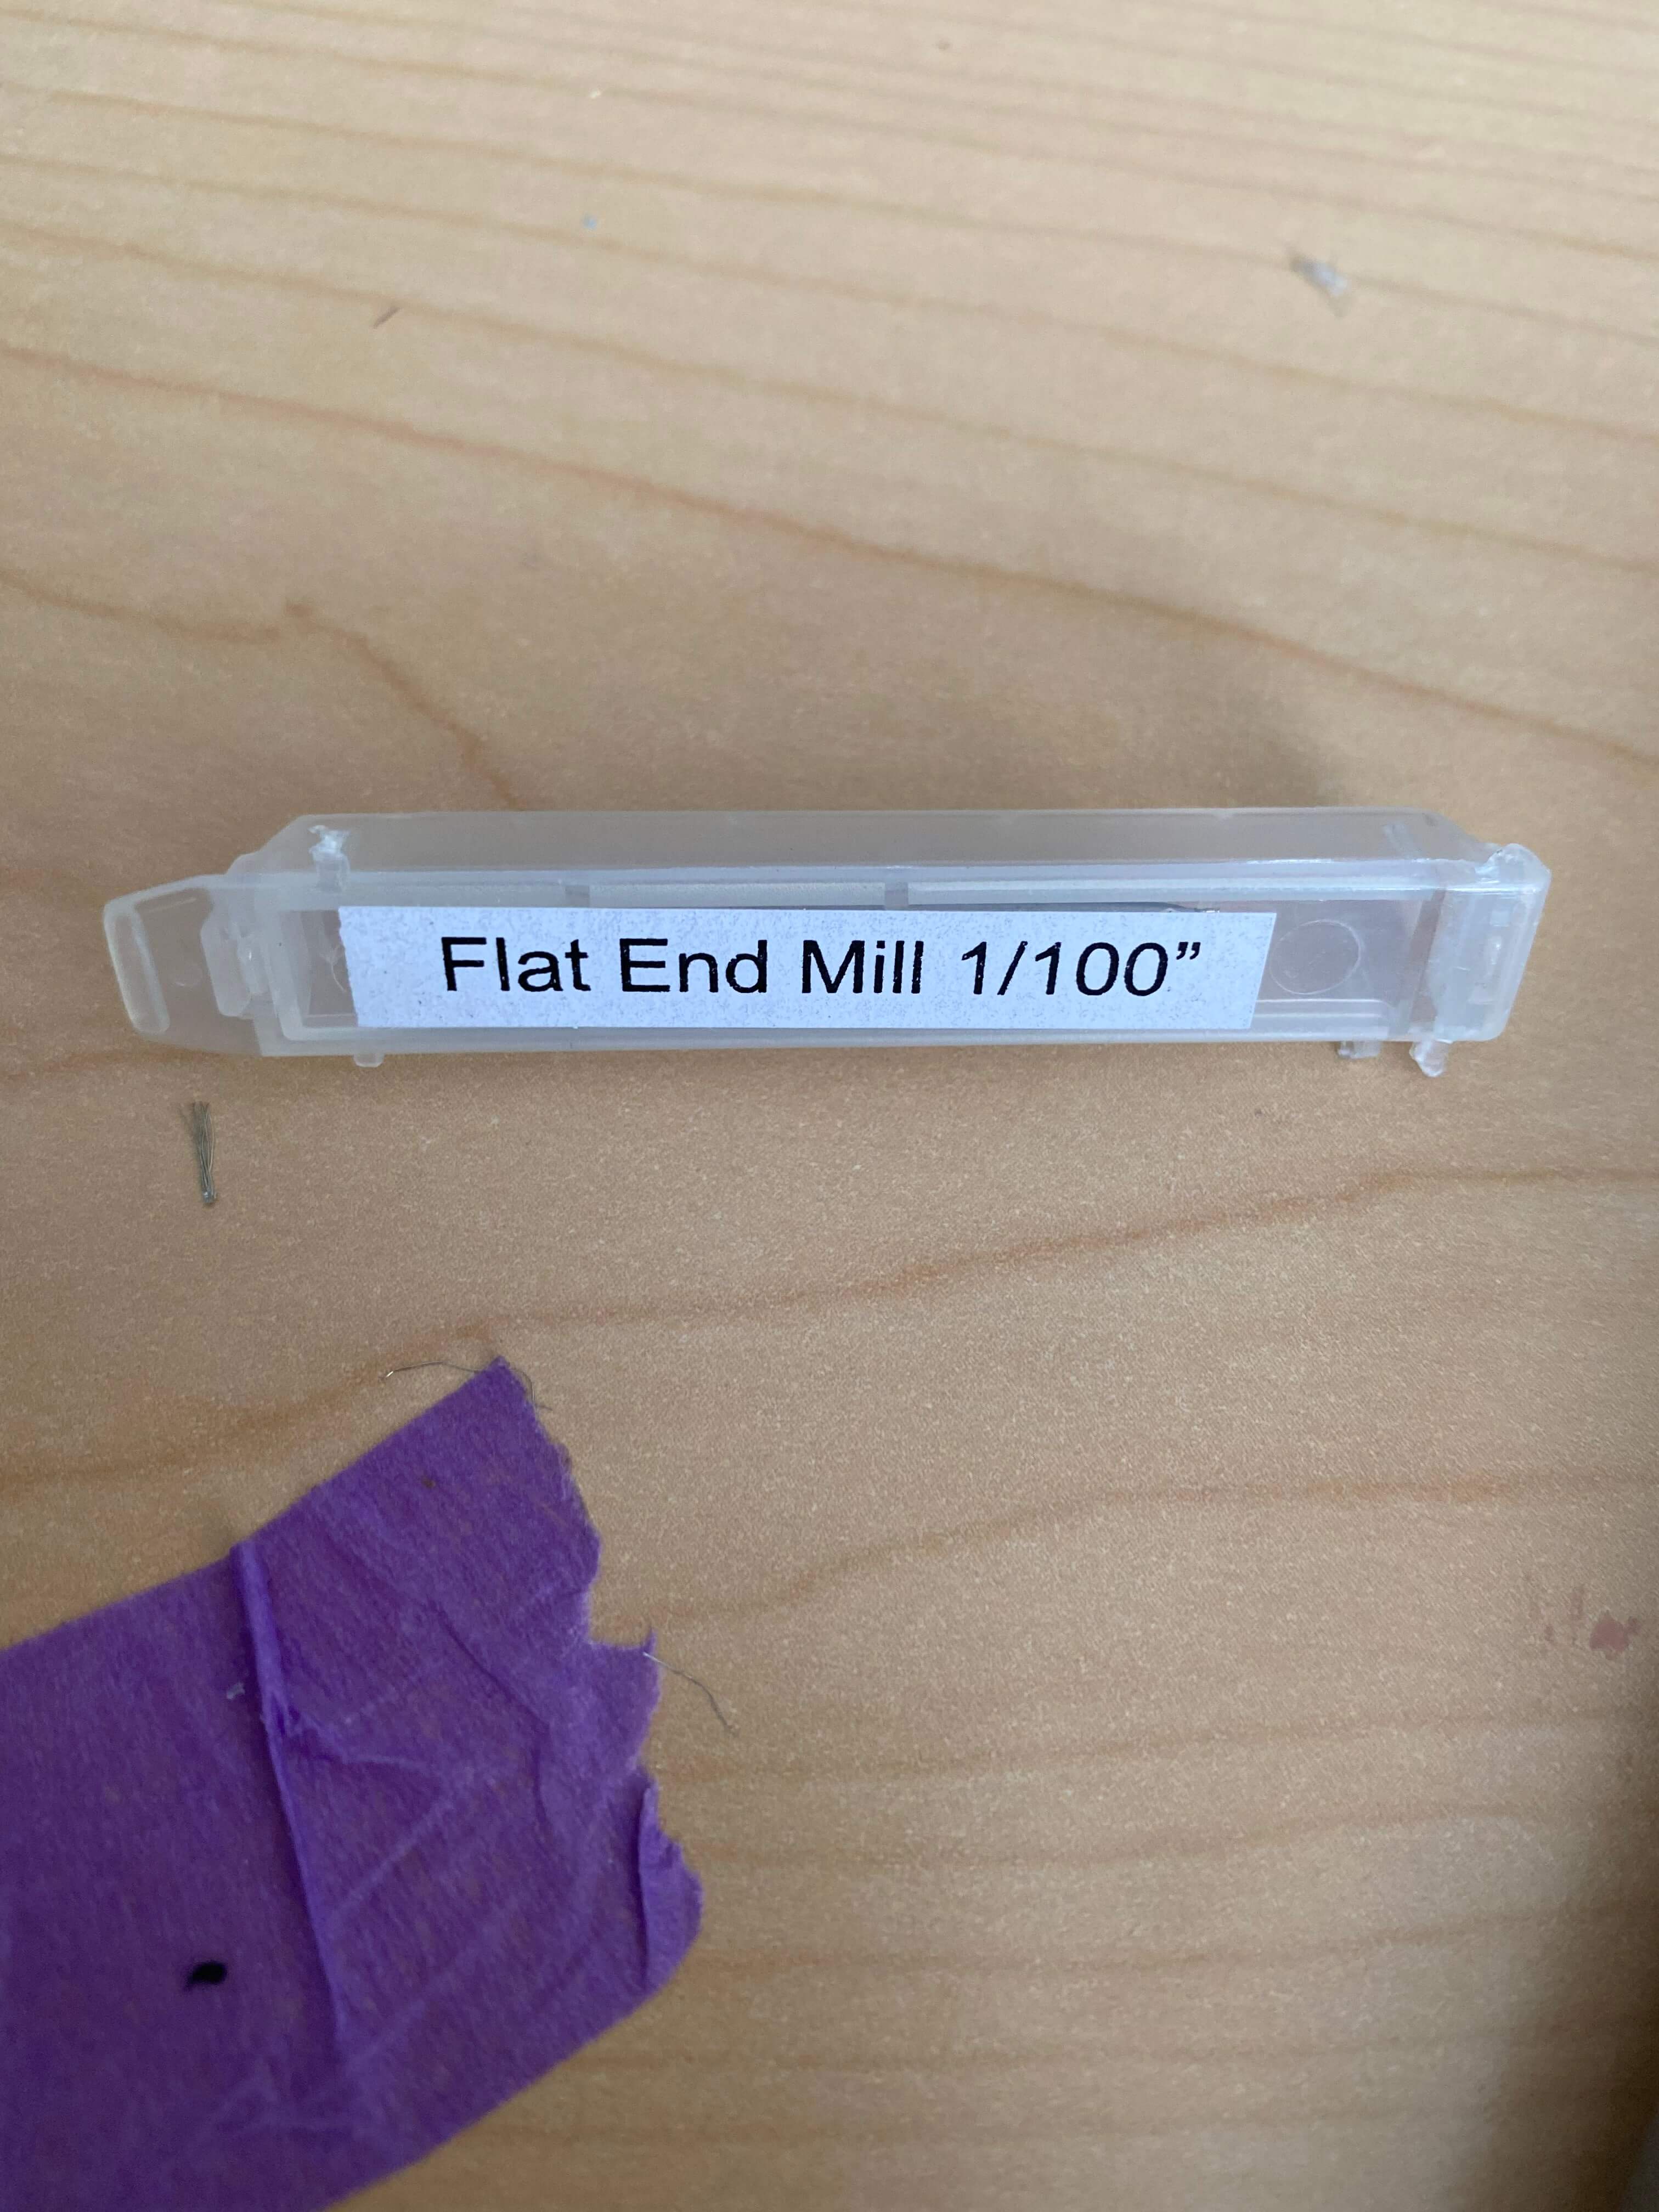 Flat End Mill 1/100”